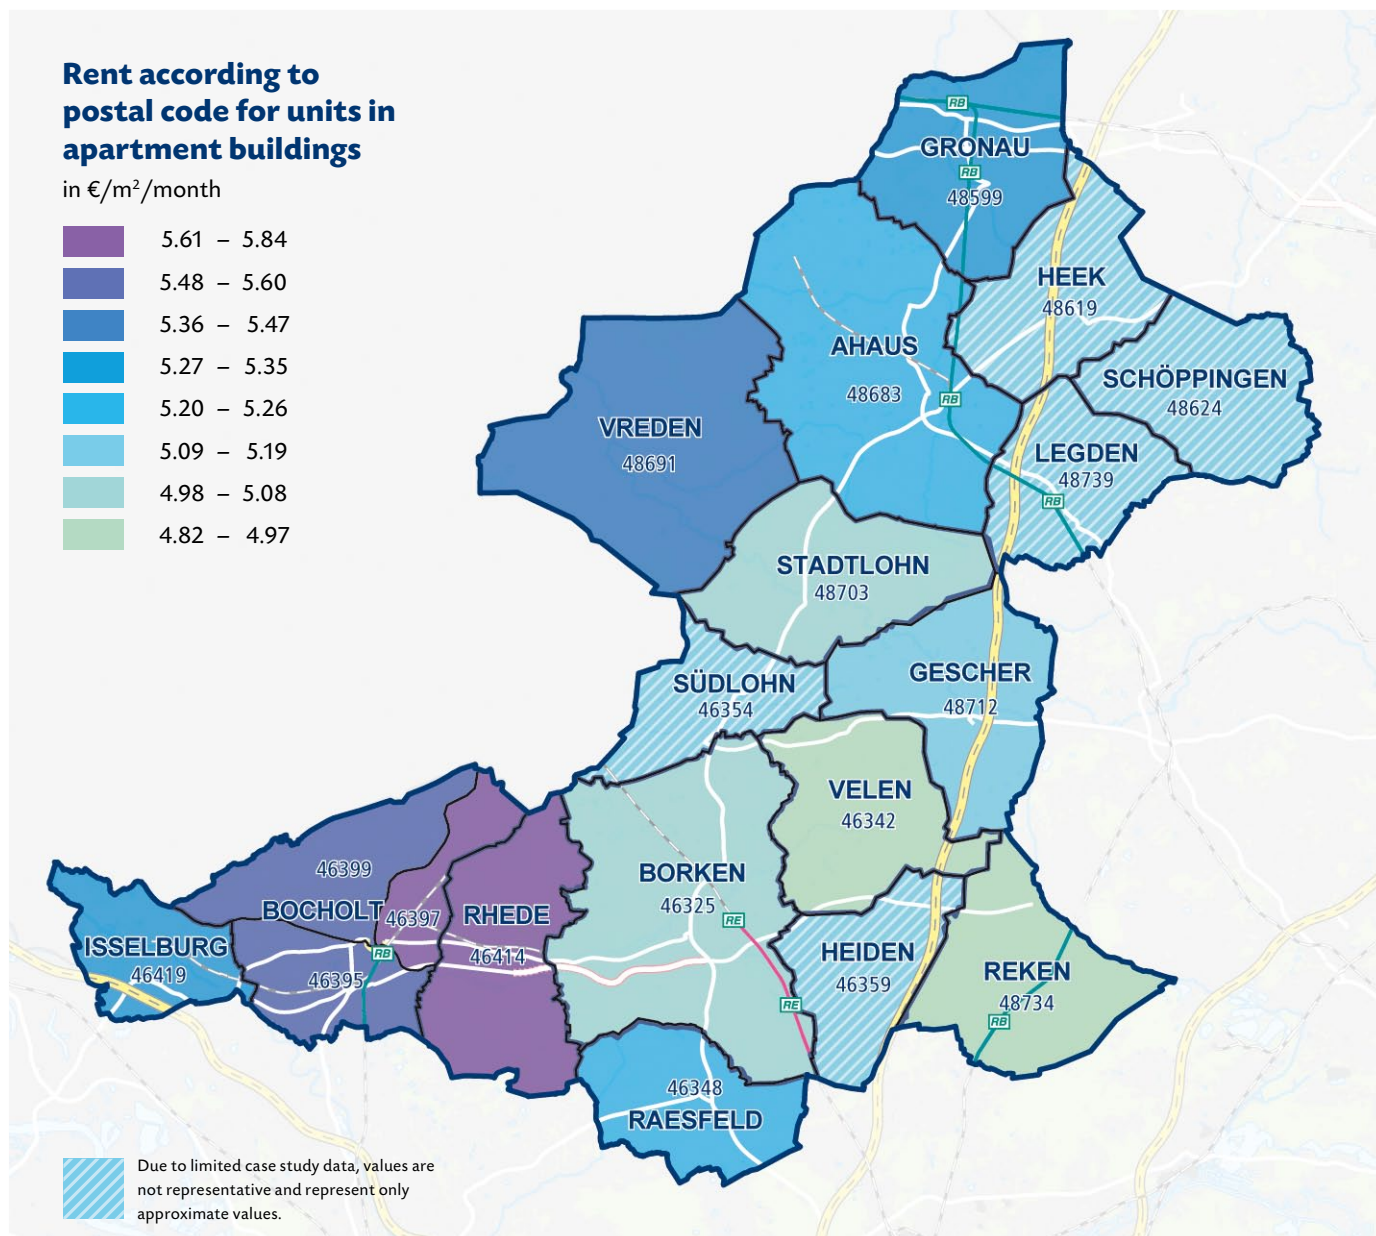 Rent according to
postal code for units in
apartment buildings
in €/m²/month
5.61 – 5.84
5.48 – 5.60
5.36 – 5.47
5.27 – 5.35
5.20 – 5.26
5.09 – 5.19
4.98 – 5.08
4.82 – 4.97
RB
GRONAU
RB
48599
HEEK
48619
AHAUS
48683
RB
SCHÖPPINGEN
48624
VREDEN
48691
LEGDEN
48739
RB
STADTLOHN
48703
GESCHER
48712
SÜDLOHN
46354
VELEN
46342
BORKEN
46325
RE
46399
BOCHOLT
46397
RHEDE
46414
RB
46395
ISSELBURG
46419
HEIDEN
46359
RE
REKEN
48734
RB
46348
RAESFELD
Due to limited case study data, values are
not representative and represent only
approximate values.